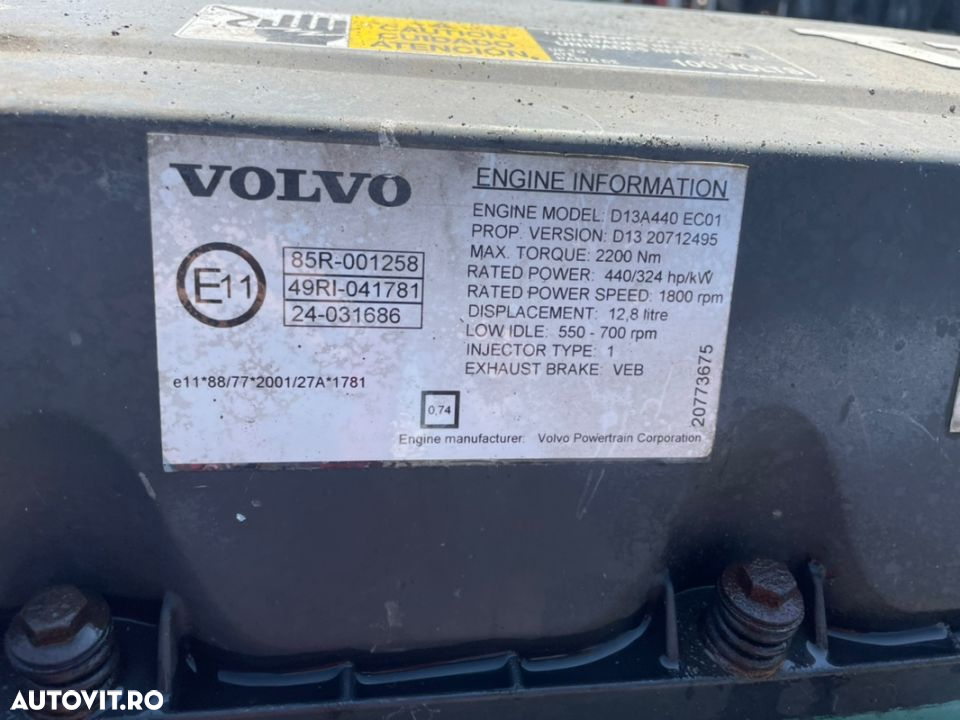 CAUTION
CUIDADO
ATENCION
VOLVO
E11
85R-001258
49RI-041781
24-031686
e11*88/77*2001/27A*1781
ENGINE INFORMATION
ENGINE MODEL: D13A440 EC01
PROP. VERSION: D13 20712495
MAX. TORQUE: 2200 Nm
RATED POWER: 440/324 hp/kW
RATED POWER SPEED: 1800 rpm
DISPLACEMENT: 12,8 litre
LOW IDLE: 550 - 700 rpm
INJECTOR TYPE: 1
EXHAUST BRAKE: VEB
20773675
0,74
Engine manufacturer: Volvo Powertrain Corporation
AUTOVIT.RO